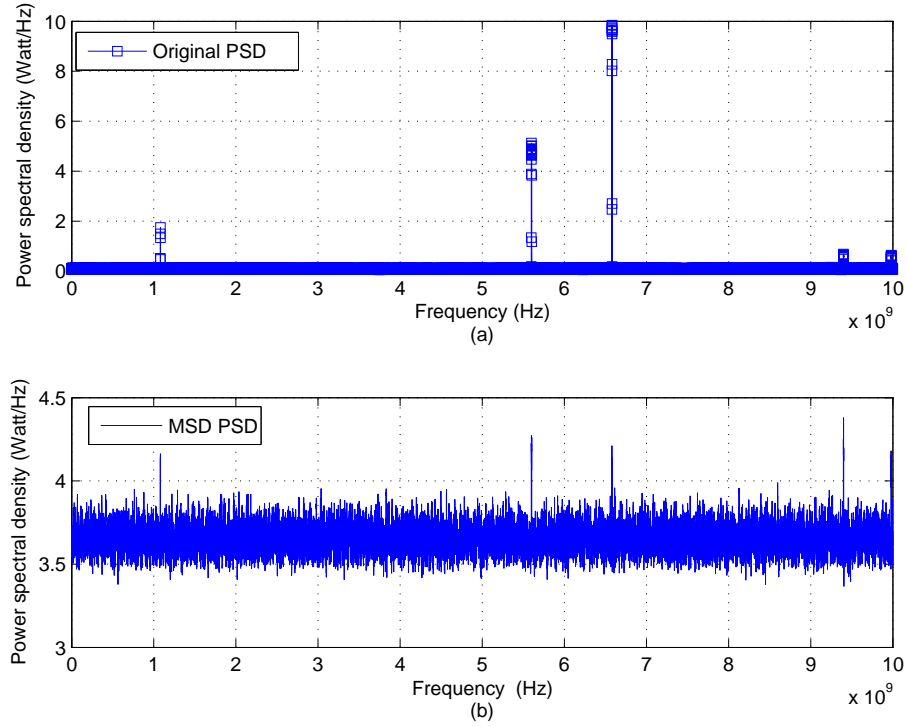 Power spectral density (Watt/Hz)
10
8
6
4
2
0
Original PSD
0 1 2 3 4 5 6 7 8 9 10
Frequency (Hz)
x 10^9
(a)
Power spectral density (Watt/Hz)
4.5
4
3.5
3
MSD PSD
0 1 2 3 4 5 6 7 8 9 10
Frequency (Hz)
x 10^9
(b)